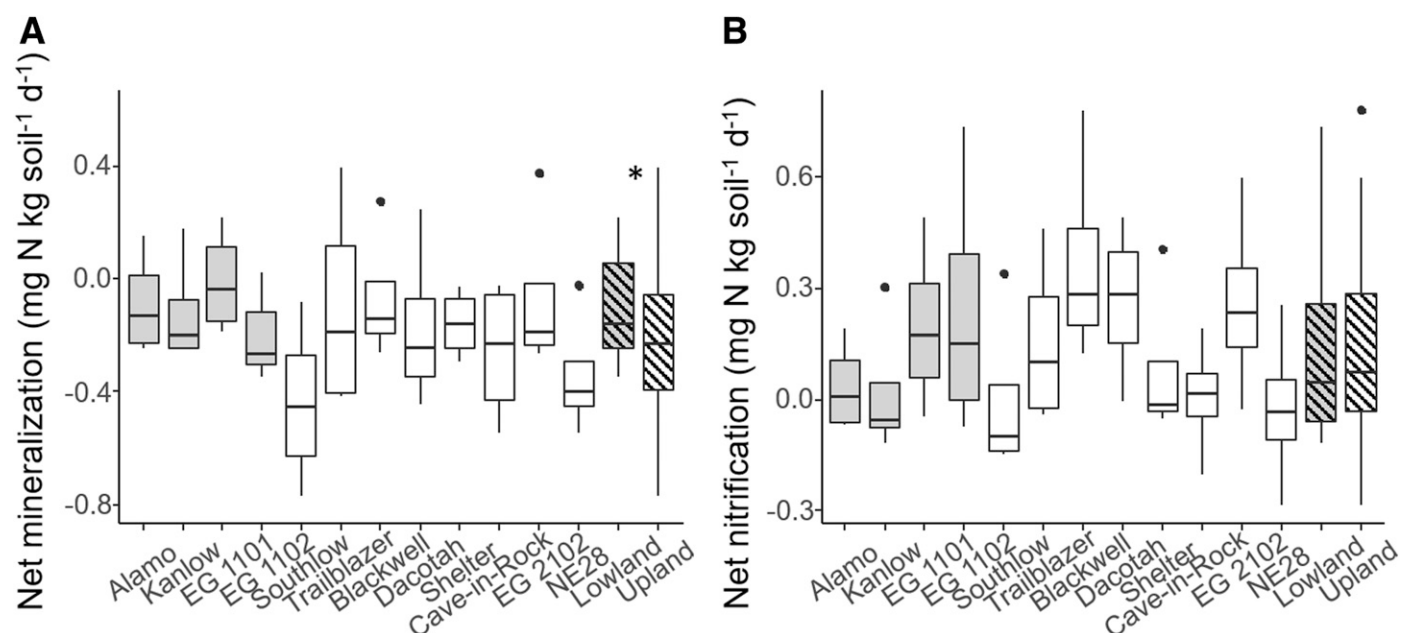 A
Net mineralization (mg N kg soil⁻¹ d⁻¹)
0.4
0.0
-0.4
-0.8
*
Alamo
Kanlow
EG 1101
EG 1102
Southlow
Trailblazer
Blackwell
Dacotah
Shelter
Cave-in-Rock
EG 2102
NE28
Lowland
Upland
B
Net nitrification (mg N kg soil⁻¹ d⁻¹)
0.6
0.3
0.0
-0.3
Alamo
Kanlow
EG 1101
EG 1102
Southlow
Trailblazer
Blackwell
Dacotah
Shelter
Cave-in-Rock
EG 2102
NE28
Lowland
Upland